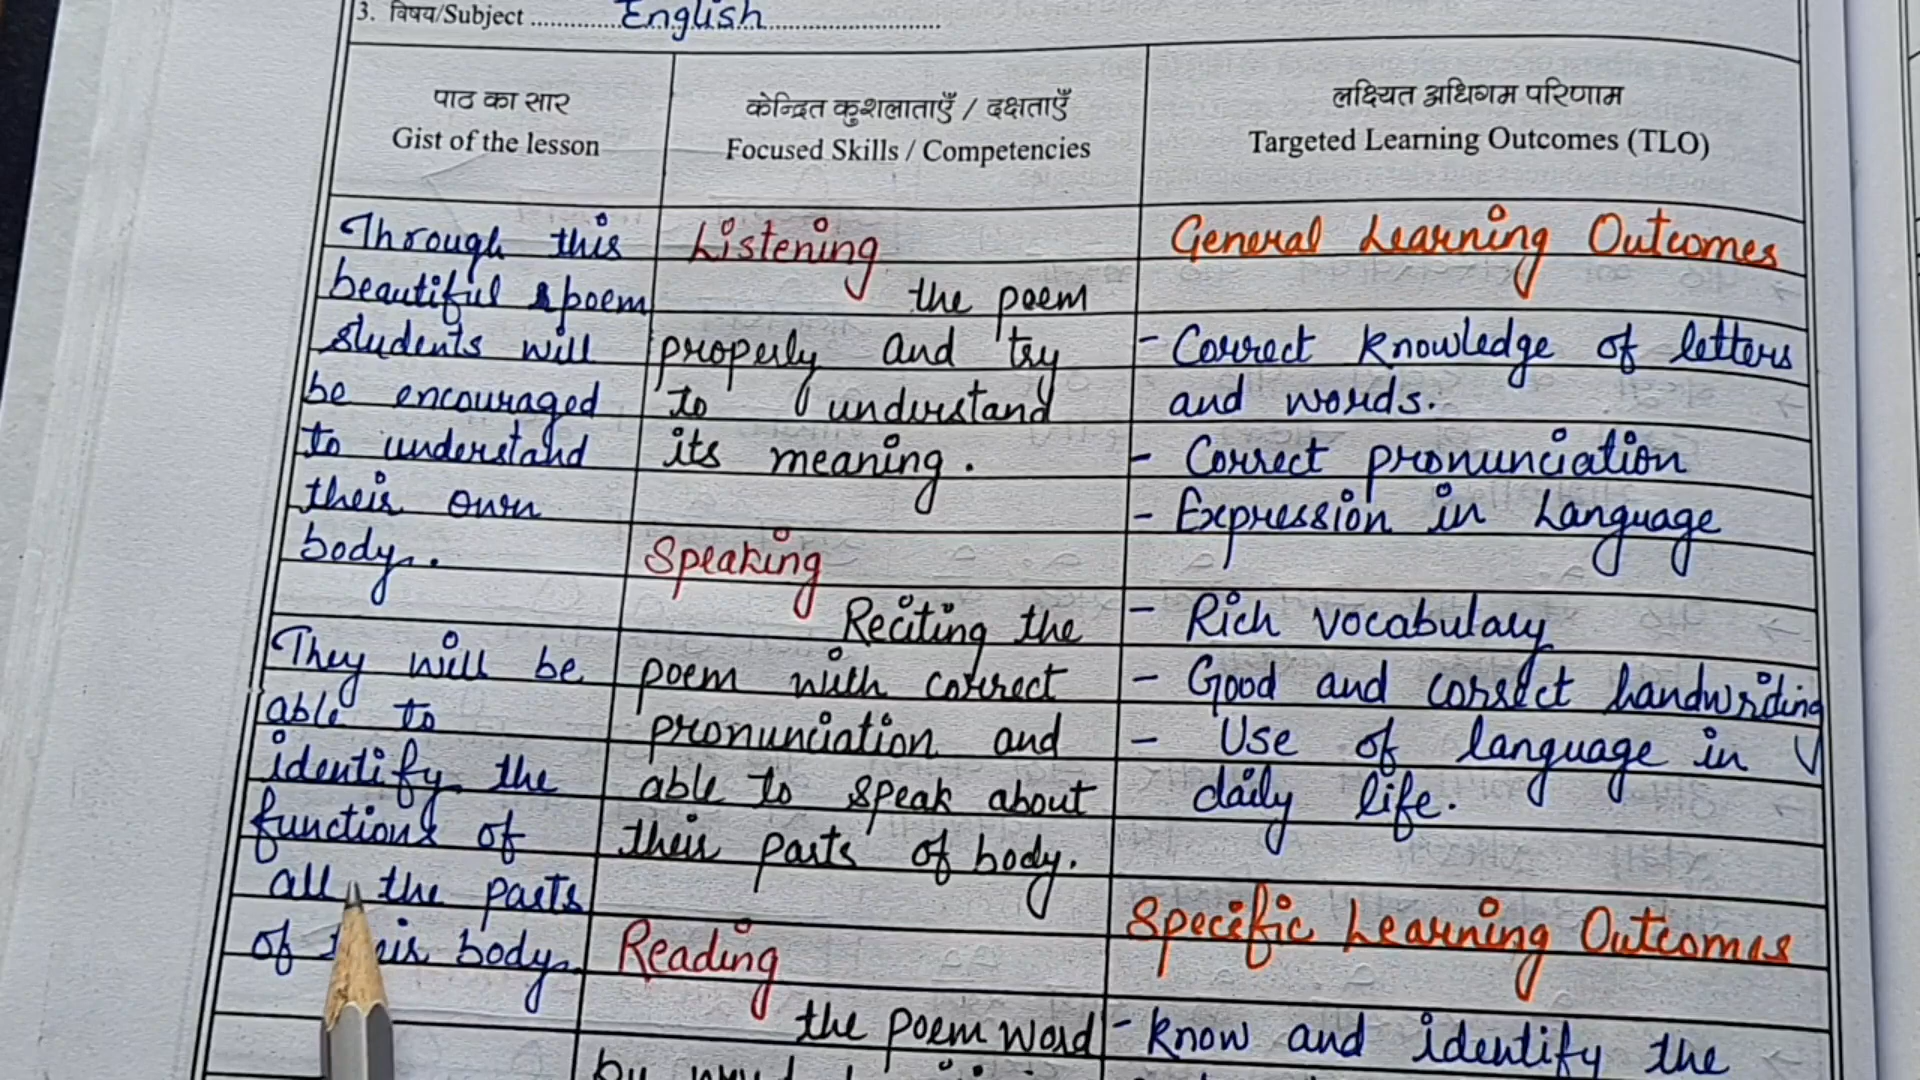 3. विषय/Subject ............. English .............................
पाठ का सार
Gist of the lesson
केन्द्रित कुशलाताएँ / दक्षताएँ
Focused Skills / Competencies
लक्ष्यित अधिगम परिणाम
Targeted Learning Outcomes (TLO)
Through this
beautiful poem
students will
be encouraged
to understand
their own
body.
They will be
able to
identify the
functions of
all the parts
of their body.
Listening
the poem
properly and try
to understand
its meaning.
Speaking
Reciting the
poem with correct
pronunciation and
able to speak about
their parts of body.
Reading
the poem word
General Learning Outcomes
- Correct knowledge of letters
and words.
- Correct pronunciation
- Expression in Language
- Rich vocabulary
- Good and correct handwriting
- Use of language in
daily life.
Specific Learning Outcomes
- know and identify the